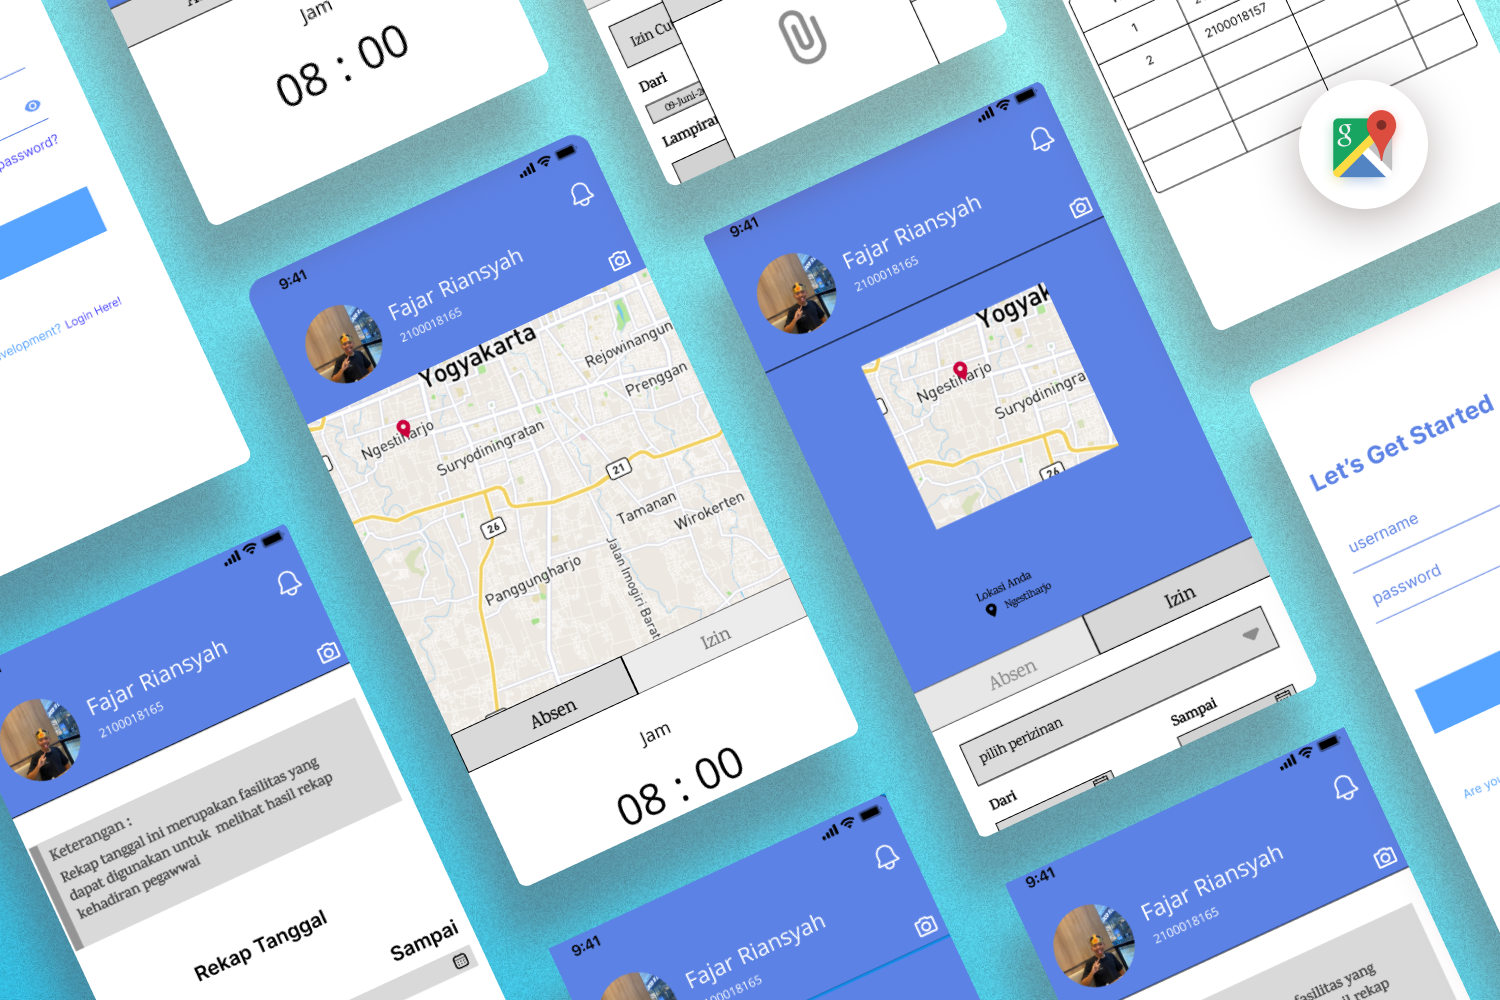 password?
velopment? Login Here!
Jam
08 : 00
Izin Cu
Dari
09-Juni-2
Lampiran
1
2
2100018157
g
9:41
Fajar Riansyah
2100018165
Yogyakarta
Rejowinangun
Prenggan
Ngestiharjo
Suryodiningratan
21
26
Tamanan
Wirokerten
Panggungharjo
Jalan Imogiri Barat
Absen
Izin
Jam
08 : 00
9:41
Fajar Riansyah
2100018165
Yogyak
Ngestiharjo
Suryodiningra
26
Lokasi Anda
Ngestiharjo
Absen
Izin
pilih perizinan
Dari
Sampai
Let's Get Started
username
password
Are you
Fajar Riansyah
2100018165
Keterangan :
Rekap tanggal ini merupakan fasilitas yang
dapat digunakan untuk melihat hasil rekap
kehadiran pegawwai
Rekap Tanggal
Sampai
9:41
Fajar Riansyah
2100018165
9:41
Fajar Riansyah
2100018165
fasilitas yang
hasil rekap